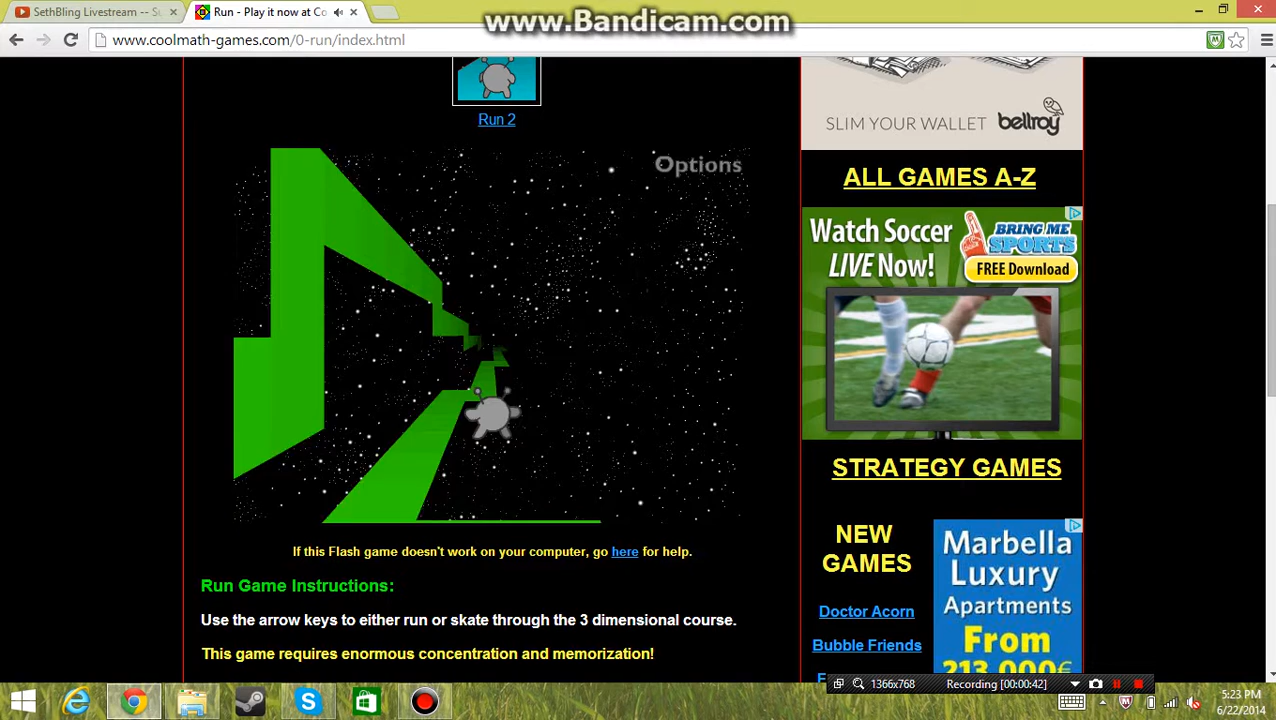 SethBling Livestream -- Su
Run - Play it now at Co
www.Bandicam.com
www.coolmath-games.com/0-run/index.html
Run 2
Options
SLIM YOUR WALLET bellroy
ALL GAMES A-Z
Watch Soccer
LIVE Now!
BRING ME
SPORTS
FREE Download
STRATEGY GAMES
If this Flash game doesn't work on your computer, go here for help.
NEW
GAMES
Marbella
Luxury
Apartments
From
213.000€
Run Game Instructions:
Use the arrow keys to either run or skate through the 3 dimensional course.
This game requires enormous concentration and memorization!
Doctor Acorn
Bubble Friends
1366x768
Recording [00:00:42]
5:23 PM
6/22/2014